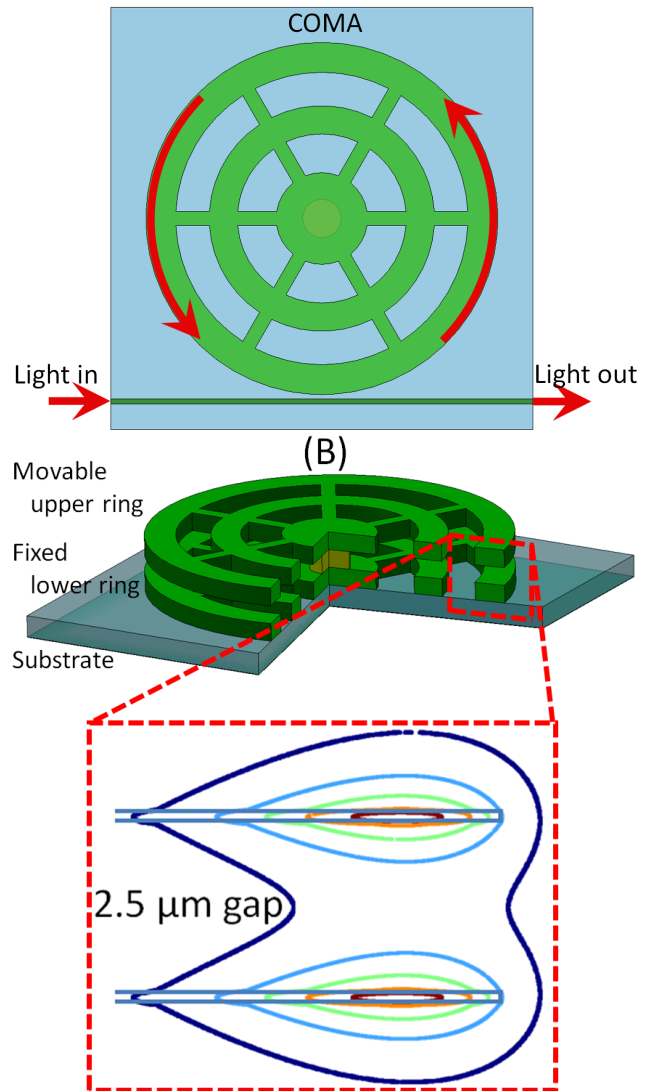 COMA
Light in
Light out
(B)
Movable
upper ring
Fixed
lower ring
Substrate
2.5 µm gap